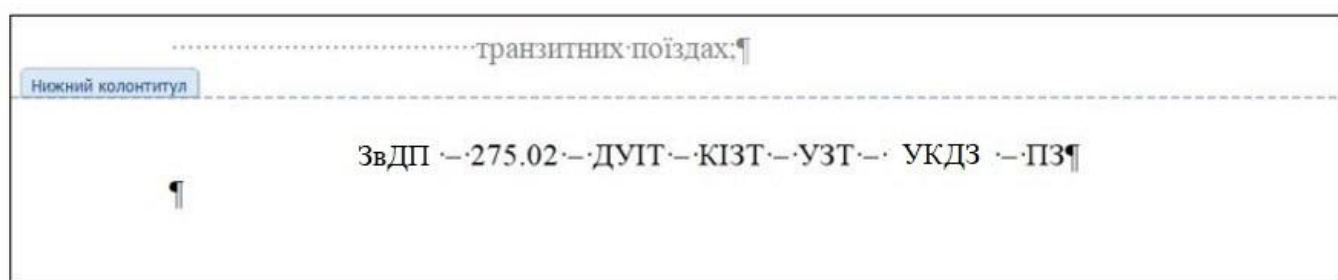 транзитних·поїздах;¶
Нижний колонтитул
ЗвДП ·–·275.02·–·ДУІТ·–·КІЗТ·–·УЗТ·–· УКДЗ ·–·ПЗ¶
¶